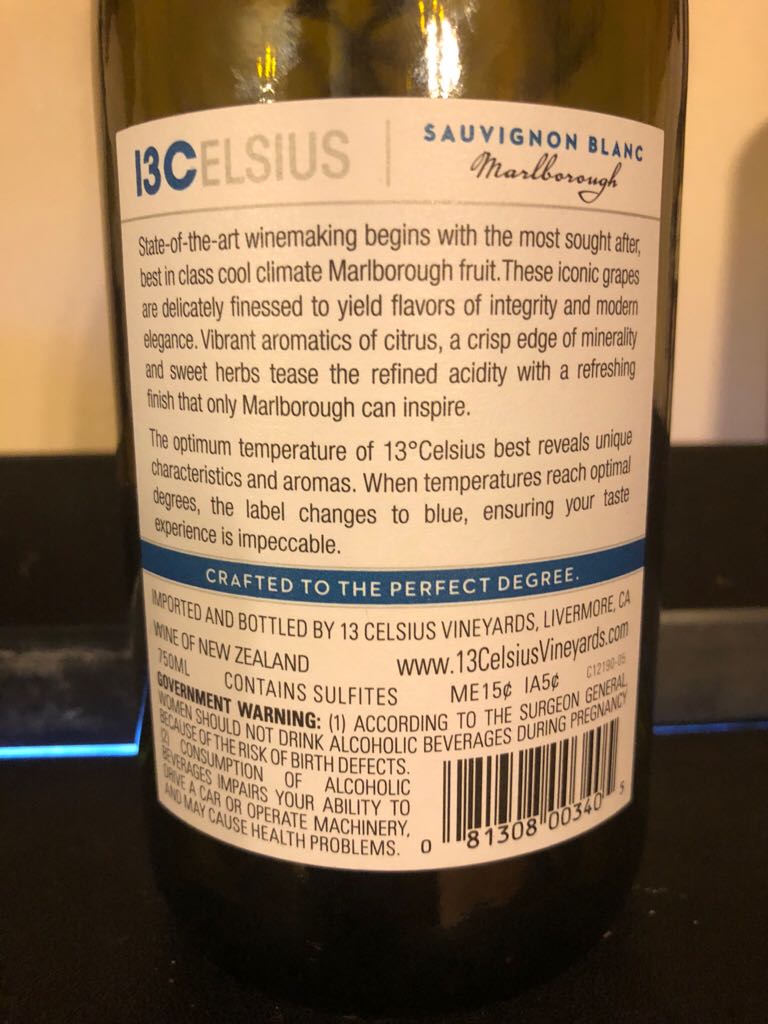 13CELSIUS
SAUVIGNON BLANC
Marlborough
State-of-the-art winemaking begins with the most sought after,
best in class cool climate Marlborough fruit. These iconic grapes
are delicately finessed to yield flavors of integrity and modern
elegance. Vibrant aromatics of citrus, a crisp edge of minerality
and sweet herbs tease the refined acidity with a refreshing
finish that only Marlborough can inspire.
The optimum temperature of 13°Celsius best reveals unique
characteristics and aromas. When temperatures reach optimal
degrees, the label changes to blue, ensuring your taste
experience is impeccable.
CRAFTED TO THE PERFECT DEGREE.
IMPORTED AND BOTTLED BY 13 CELSIUS VINEYARDS, LIVERMORE, CA
WINE OF NEW ZEALAND
www.13CelsiusVineyards.com
750ML CONTAINS SULFITES ME15¢ IA5¢ C12190-05
GOVERNMENT WARNING: (1) ACCORDING TO THE SURGEON GENERAL,
WOMEN SHOULD NOT DRINK ALCOHOLIC BEVERAGES DURING PREGNANCY
BECAUSE OF THE RISK OF BIRTH DEFECTS.
(2) CONSUMPTION OF ALCOHOLIC
BEVERAGES IMPAIRS YOUR ABILITY TO
DRIVE A CAR OR OPERATE MACHINERY,
AND MAY CAUSE HEALTH PROBLEMS.
0 81308 00340 5